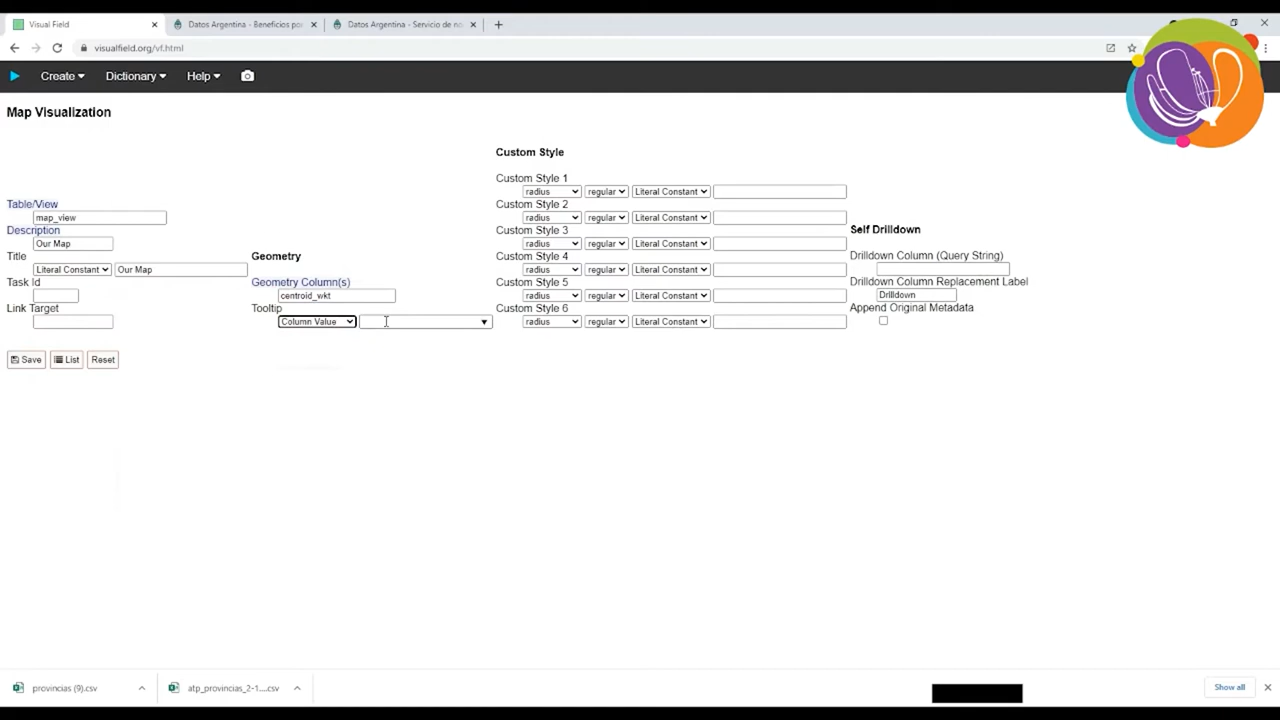 Visual Field
Datos Argentina - Beneficios por
Datos Argentina - Servicio de no
visualfield.org/vf.html
Create
Dictionary
Help
Map Visualization
Table/View
map_view
Description
Our Map
Title
Literal Constant
Our Map
Task Id
Link Target
Geometry
Geometry Column(s)
centroid_wkt
Tooltip
Column Value
Custom Style
Custom Style 1
radius regular Literal Constant
Custom Style 2
radius regular Literal Constant
Custom Style 3
radius regular Literal Constant
Custom Style 4
radius regular Literal Constant
Custom Style 5
radius regular Literal Constant
Custom Style 6
radius regular Literal Constant
Self Drilldown
Drilldown Column (Query String)
Drilldown Column Replacement Label
Drilldown
Append Original Metadata
Save List Reset
provincias (9).csv
atp_provincias_2-1....csv
Show all